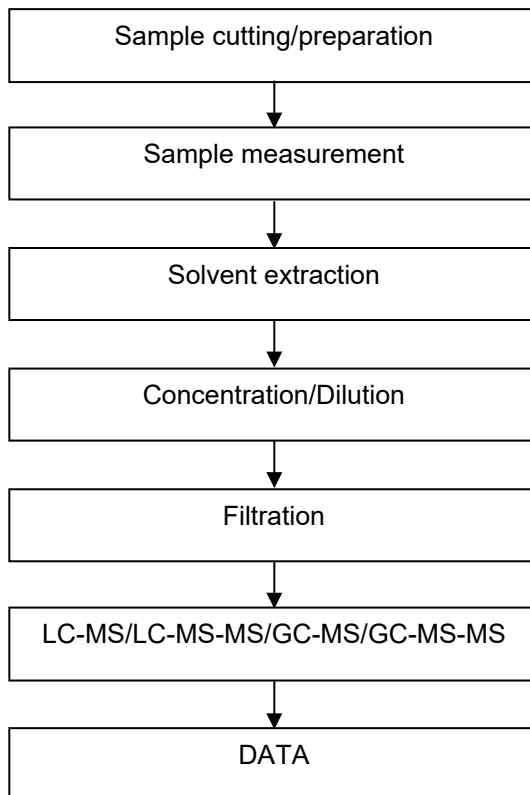 Sample cutting/preparation
Sample measurement
Solvent extraction
Concentration/Dilution
Filtration
LC-MS/LC-MS-MS/GC-MS/GC-MS-MS
DATA